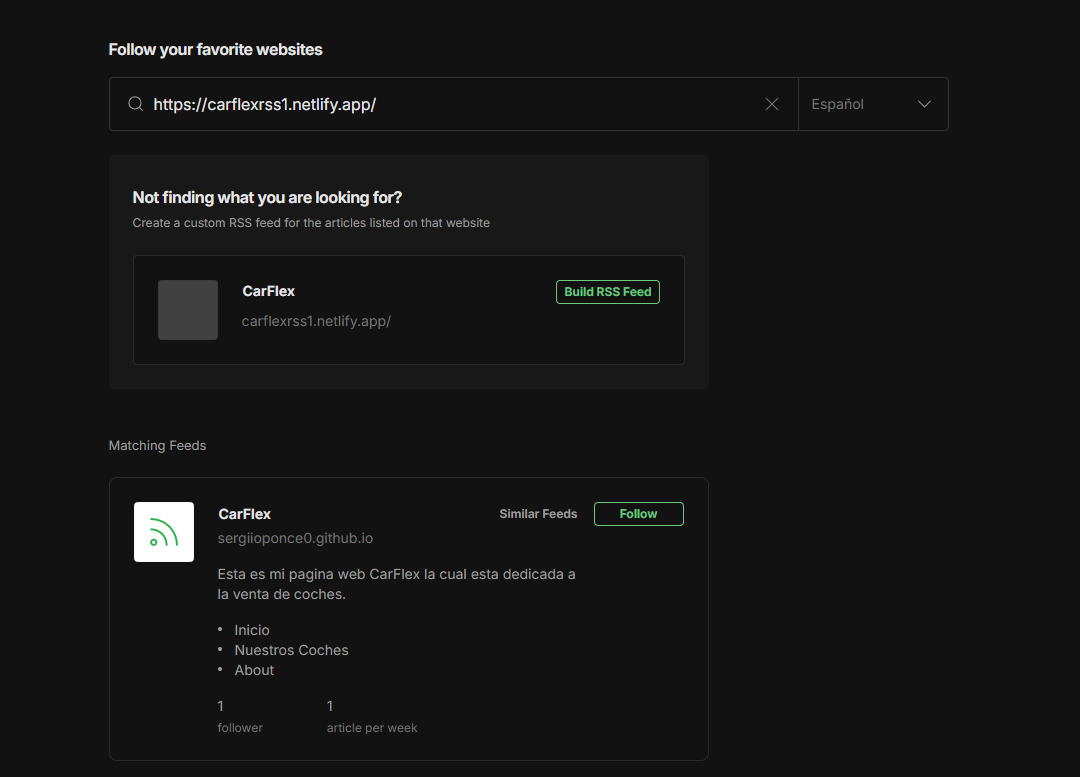 Follow your favorite websites
https://carflexrss1.netlify.app/
Español
Not finding what you are looking for?
Create a custom RSS feed for the articles listed on that website
CarFlex
Build RSS Feed
carflexrss1.netlify.app/
Matching Feeds
CarFlex
Similar Feeds
Follow
sergiioponce0.github.io
Esta es mi pagina web CarFlex la cual esta dedicada a
la venta de coches.
• Inicio
• Nuestros Coches
• About
1
1
follower
article per week